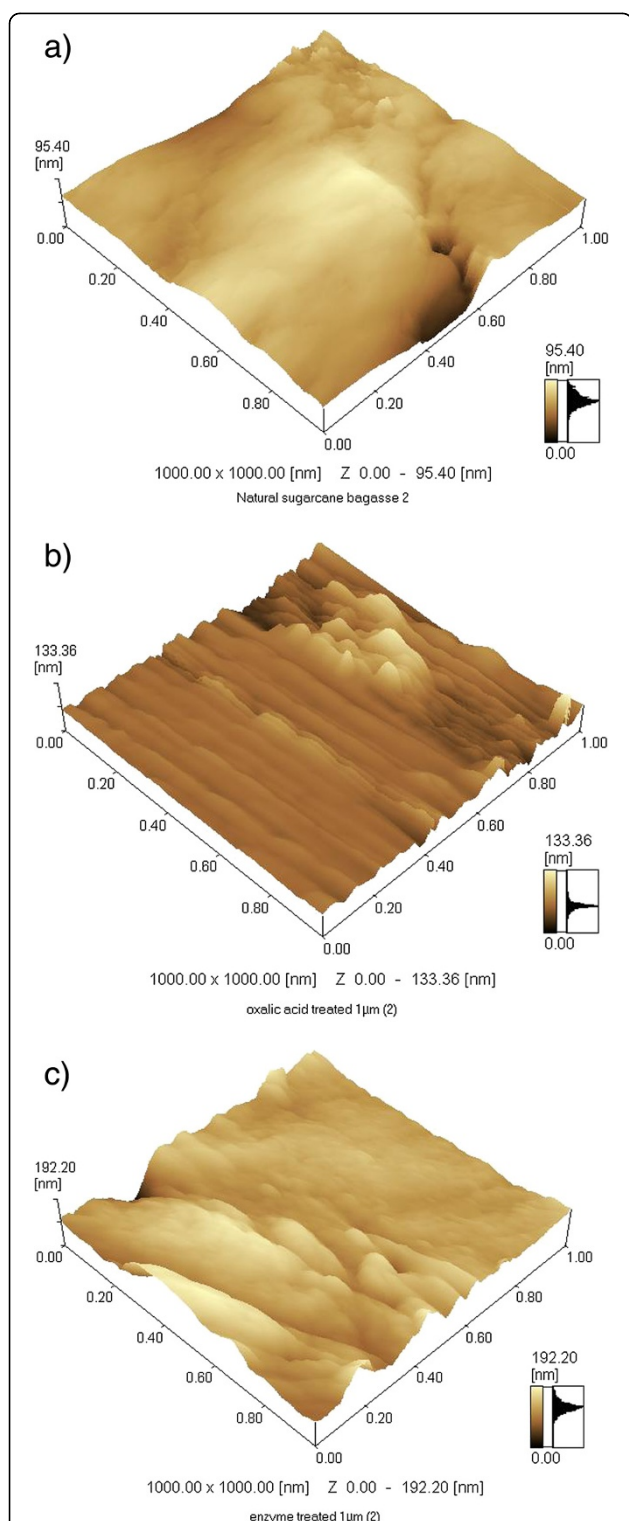 a)
95.40
[nm]
0.00
0.20
0.40
0.60
0.80
0.00
0.20
0.40
0.60
0.80
1.00
95.40
[nm]
0.00
1000.00 x 1000.00 [nm] Z 0.00 - 95.40 [nm]
Natural sugarcane bagasse 2
b)
133.36
[nm]
0.00
0.20
0.40
0.60
0.80
0.00
0.20
0.40
0.60
0.80
1.00
133.36
[nm]
0.00
1000.00 x 1000.00 [nm] Z 0.00 - 133.36 [nm]
oxalic acid treated 1µm (2)
c)
192.20
[nm]
0.00
0.20
0.40
0.60
0.80
0.00
0.20
0.40
0.60
0.80
1.00
192.20
[nm]
0.00
1000.00 x 1000.00 [nm] Z 0.00 - 192.20 [nm]
enzyme treated 1µm (2)